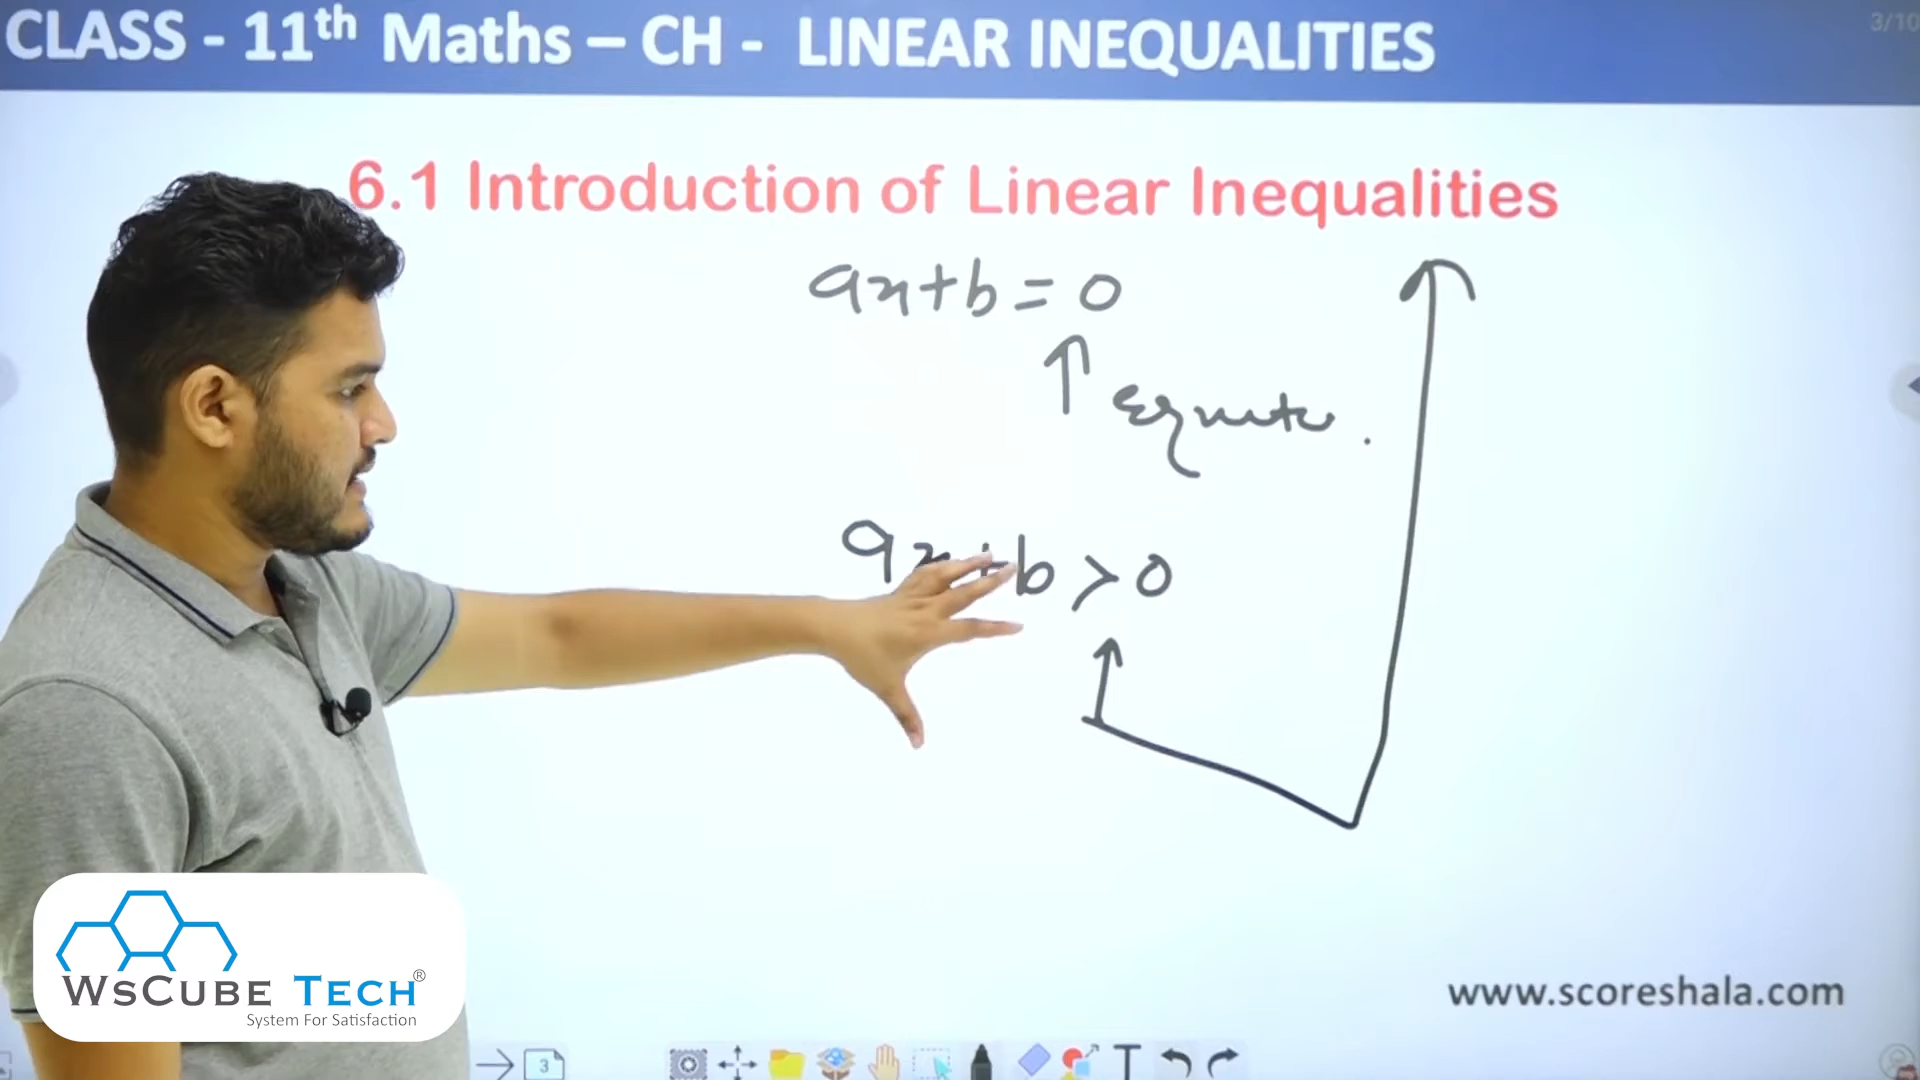 CLASS - 11th Maths – CH - LINEAR INEQUALITIES
3/10
6.1 Introduction of Linear Inequalities
ax+b=0
ax+b>0
WsCube Tech®
System For Satisfaction
www.scoreshala.com
3
T